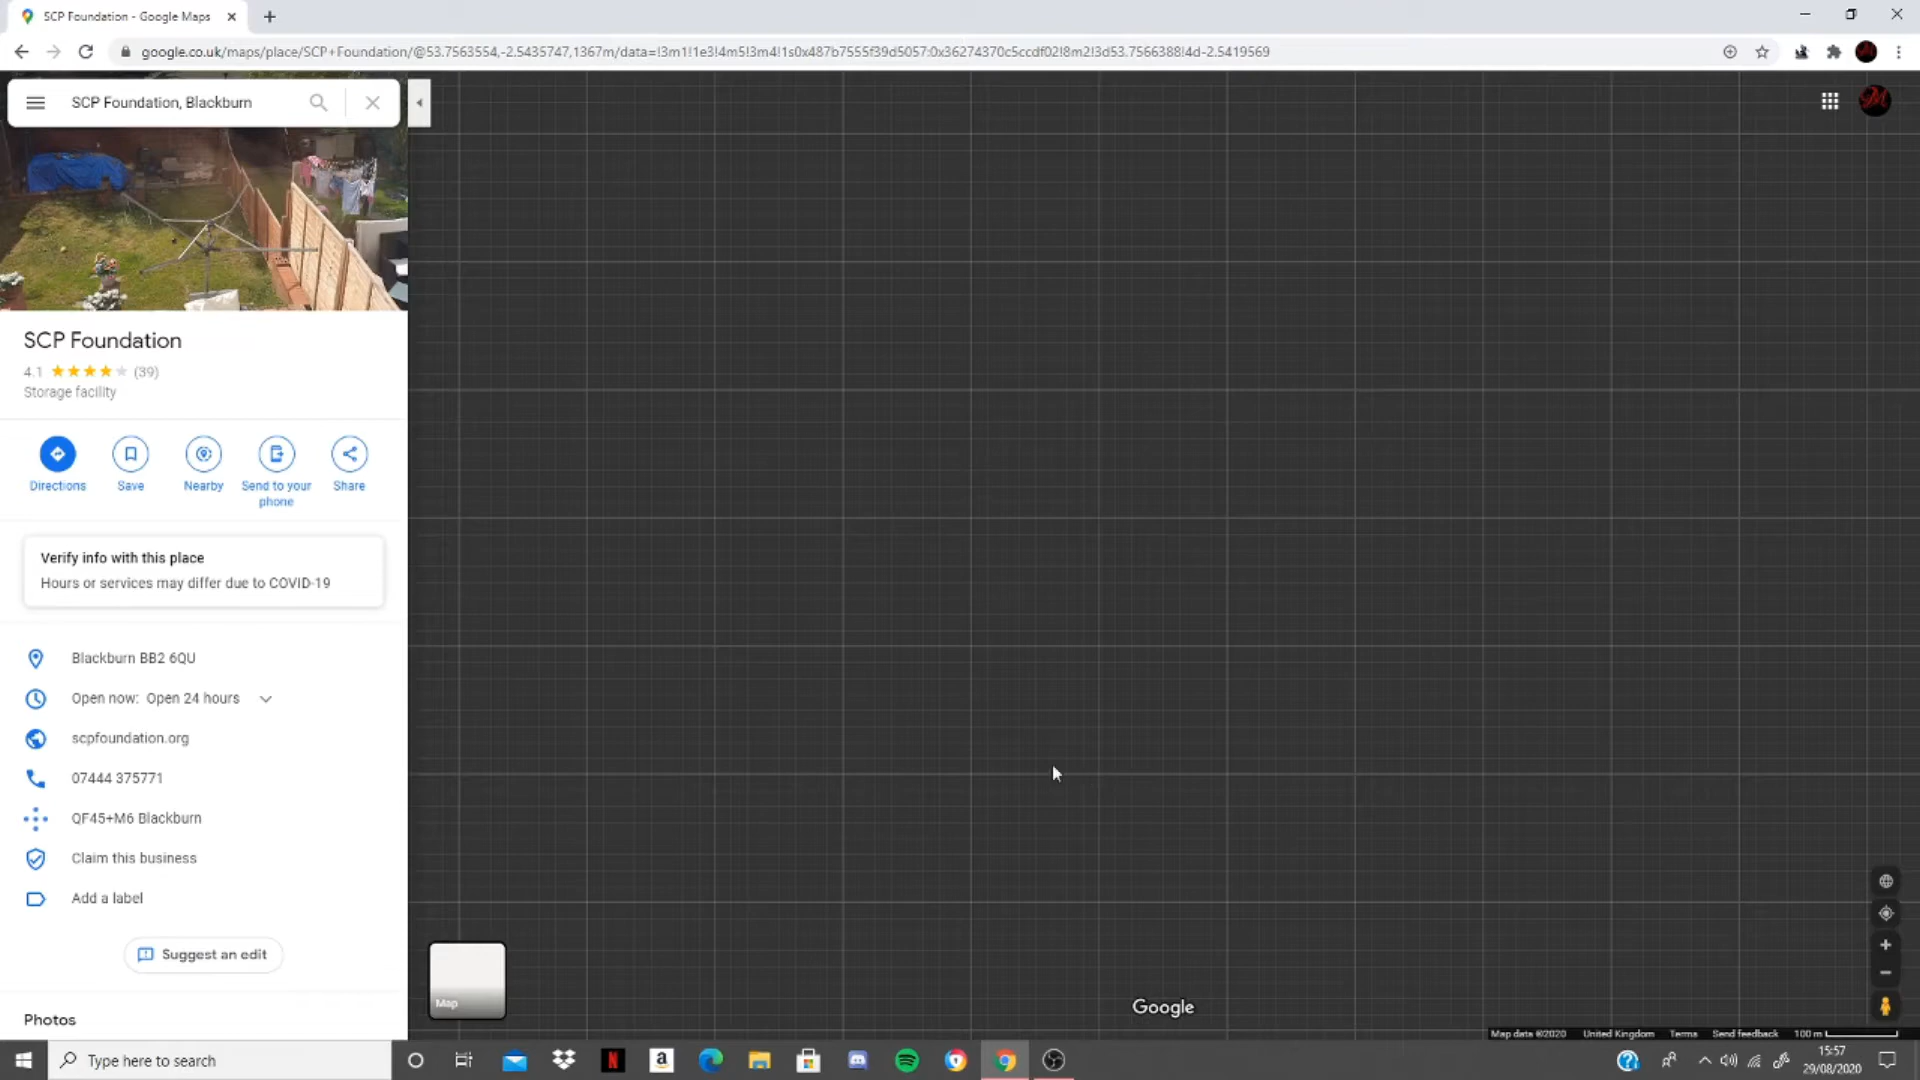 SCP Foundation - Google Maps
google.co.uk/maps/place/SCP+Foundation/@53.7563554,-2.5435747,1367m/data=!3m1!1e3!4m5!3m4!1s0x487b7555f39d5057:0x36274370c5ccdf02!8m2!3d53.7566388!4d-2.5419569
SCP Foundation, Blackburn
SCP Foundation
4.1 (39)
Storage facility
Directions Save Nearby Send to your phone Share
Verify info with this place
Hours or services may differ due to COVID-19
Blackburn BB2 6QU
Open now: Open 24 hours
scpfoundation.org
07444 375771
QF45+M6 Blackburn
Claim this business
Add a label
Suggest an edit
Photos
Map
Google
Map data ©2020 United Kingdom Terms Send feedback 100 m
Type here to search
15:57
29/08/2020